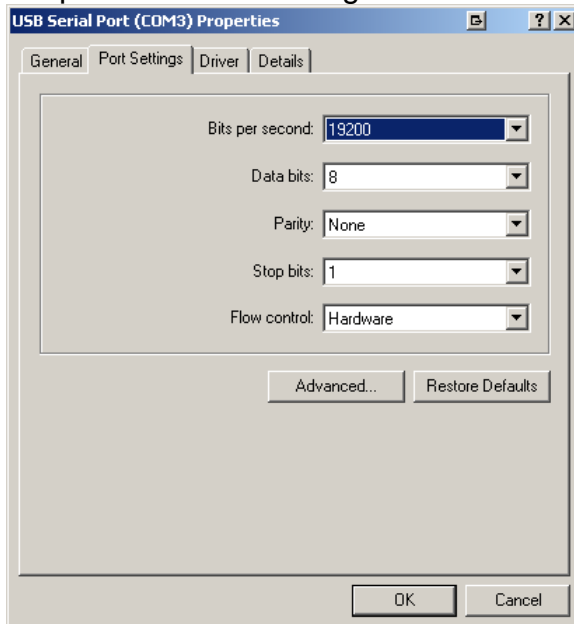 USB Serial Port (COM3) Properties
General Port Settings Driver Details
Bits per second: 19200
Data bits: 8
Parity: None
Stop bits: 1
Flow control: Hardware
Advanced... Restore Defaults
OK Cancel